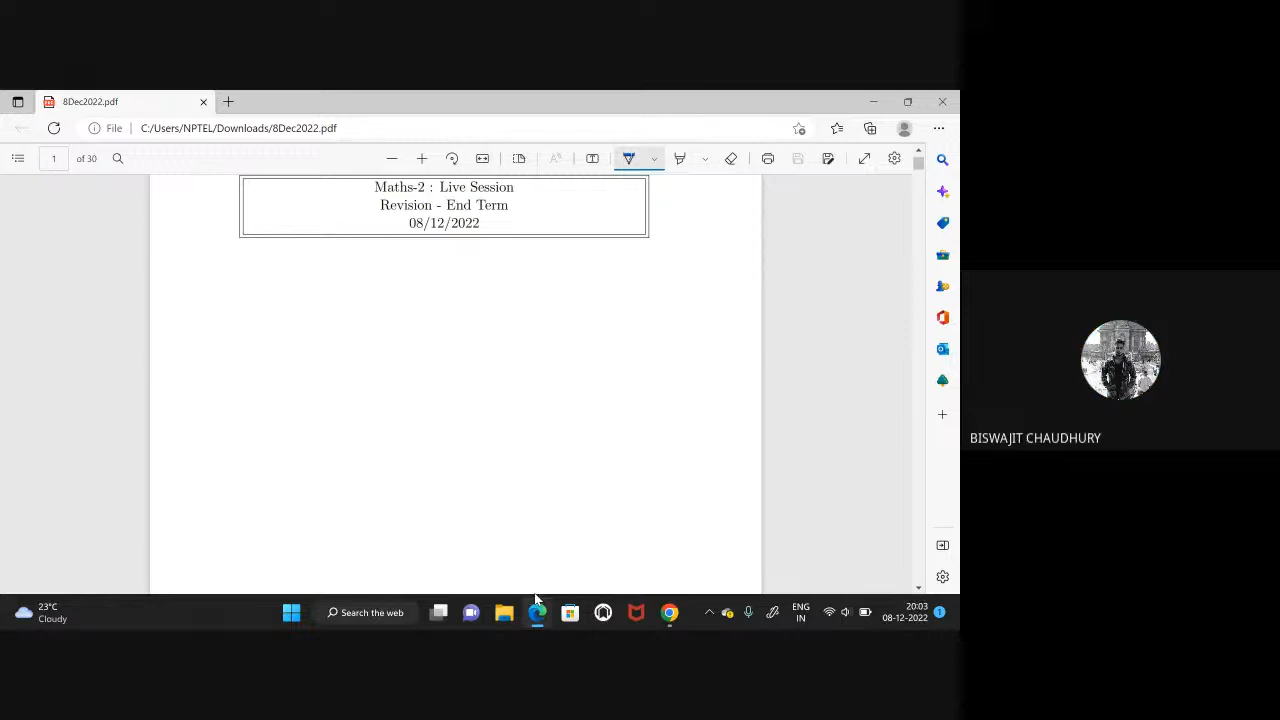 8Dec2022.pdf
File
C:/Users/NPTEL/Downloads/8Dec2022.pdf
1 of 30
Maths-2 : Live Session
Revision - End Term
08/12/2022
BISWAJIT CHAUDHURY
23°C
Cloudy
Search the web
ENG
IN
20:03
08-12-2022
1